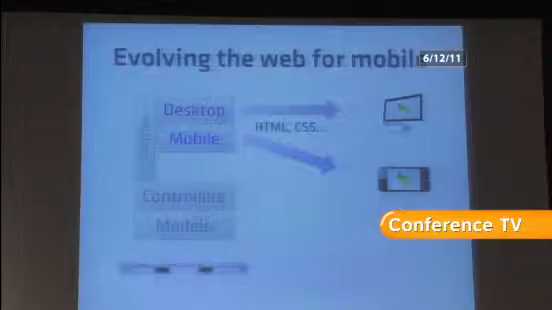 Evolving the web for mobil
6/12/11
Desktop
HTML, CSS...
Mobile
Controllers
Models
Conference TV